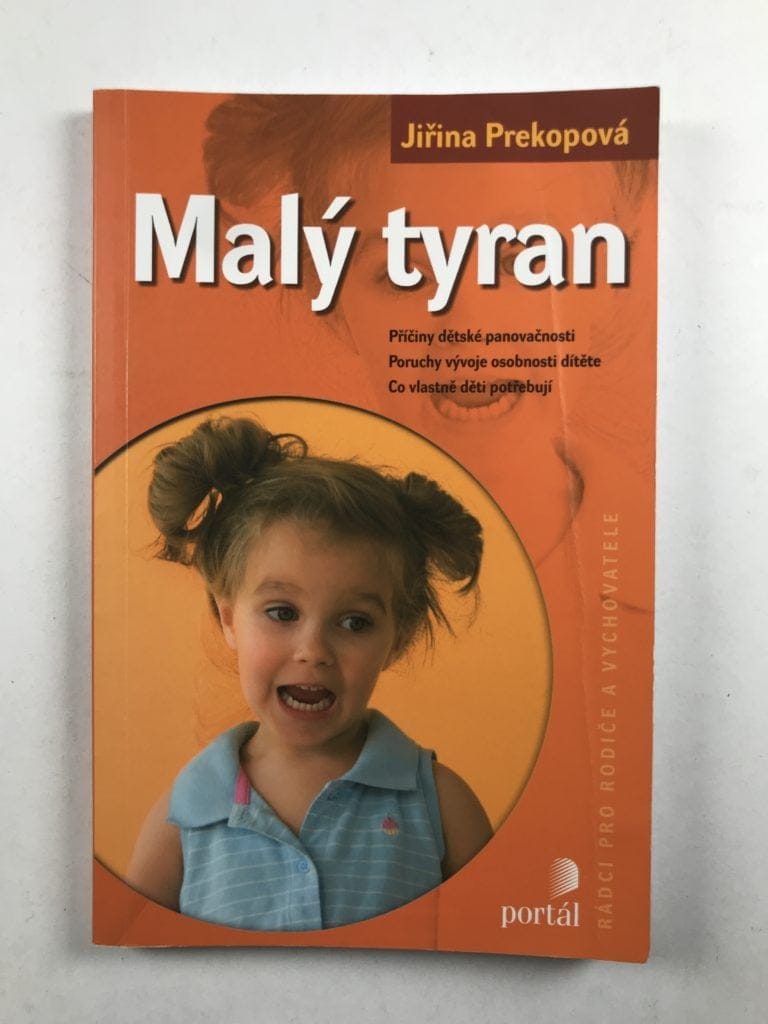 Jiřina Prekopová
Malý tyran
Příčiny dětské panovačnosti
Poruchy vývoje osobnosti dítěte
Co vlastně děti potřebují
RÁDCI PRO RODIČE A VYCHOVATELE
portál